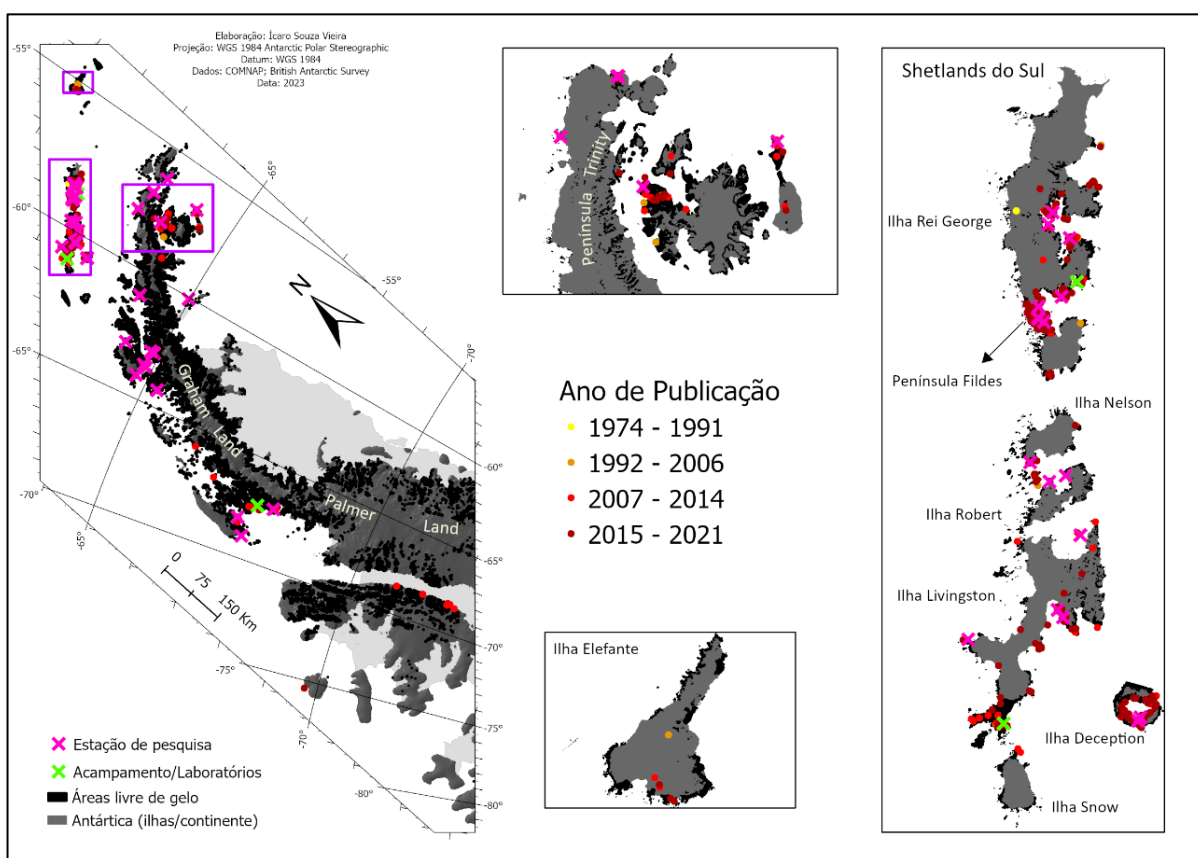 Elaboração: Ícaro Souza Vieira
Projeção: WGS 1984 Antarctic Polar Stereographic
Datum: WGS 1984
Dados: COMNAP; British Antarctic Survey
Data: 2023
-55°
-60°
-65°
-70°
-65°
-65°
-55°
-70°
-60°
-65°
-70°
-75°
-70°
-80°
N
Graham Land
Palmer Land
0 75 150 Km
Estação de pesquisa
Acampamento/Laboratórios
Áreas livre de gelo
Antártica (ilhas/continente)
Península Trinity
Ano de Publicação
1974 - 1991
1992 - 2006
2007 - 2014
2015 - 2021
Ilha Elefante
Shetlands do Sul
Ilha Rei George
Península Fildes
Ilha Nelson
Ilha Robert
Ilha Livingston
Ilha Deception
Ilha Snow